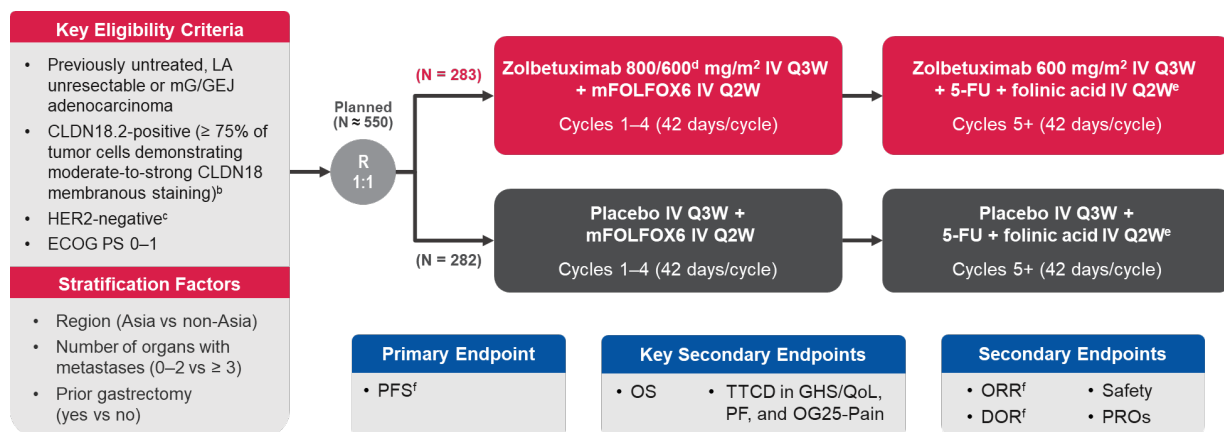 Key Eligibility Criteria
• Previously untreated, LA
unresectable or mG/GEJ
adenocarcinoma
• CLDN18.2-positive (≥ 75% of
tumor cells demonstrating
moderate-to-strong CLDN18
membranous staining)ᵇ
• HER2-negativeᶜ
• ECOG PS 0–1
Stratification Factors
• Region (Asia vs non-Asia)
• Number of organs with
metastases (0–2 vs ≥ 3)
• Prior gastrectomy
(yes vs no)
Planned
(N ≈ 550)
R
1:1
(N = 283)
Zolbetuximab 800/600ᵈ mg/m² IV Q3W
+ mFOLFOX6 IV Q2W
Cycles 1–4 (42 days/cycle)
Zolbetuximab 600 mg/m² IV Q3W
+ 5-FU + folinic acid IV Q2Wᵉ
Cycles 5+ (42 days/cycle)
(N = 282)
Placebo IV Q3W +
mFOLFOX6 IV Q2W
Cycles 1–4 (42 days/cycle)
Placebo IV Q3W +
5-FU + folinic acid IV Q2Wᵉ
Cycles 5+ (42 days/cycle)
Primary Endpoint
• PFSᶠ
Key Secondary Endpoints
• OS
• TTCD in GHS/QoL,
PF, and OG25-Pain
Secondary Endpoints
• ORRᶠ
• DORᶠ
• Safety
• PROs